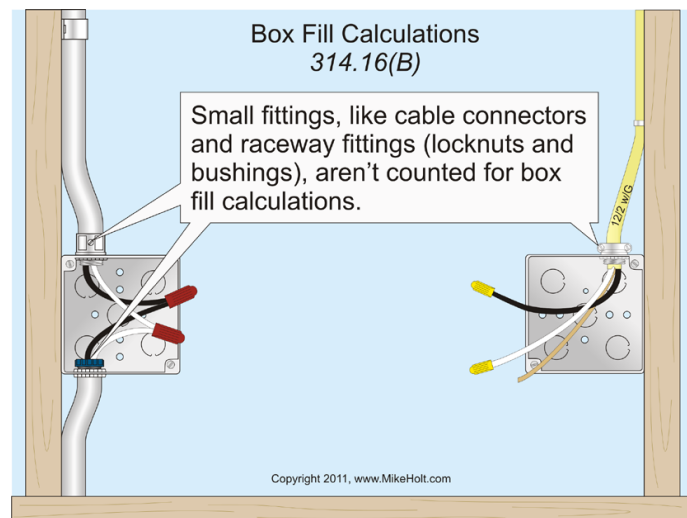 Box Fill Calculations
314.16(B)
Small fittings, like cable connectors
and raceway fittings (locknuts and
bushings), aren't counted for box
fill calculations.
12/2 w/G
Copyright 2011, www.MikeHolt.com